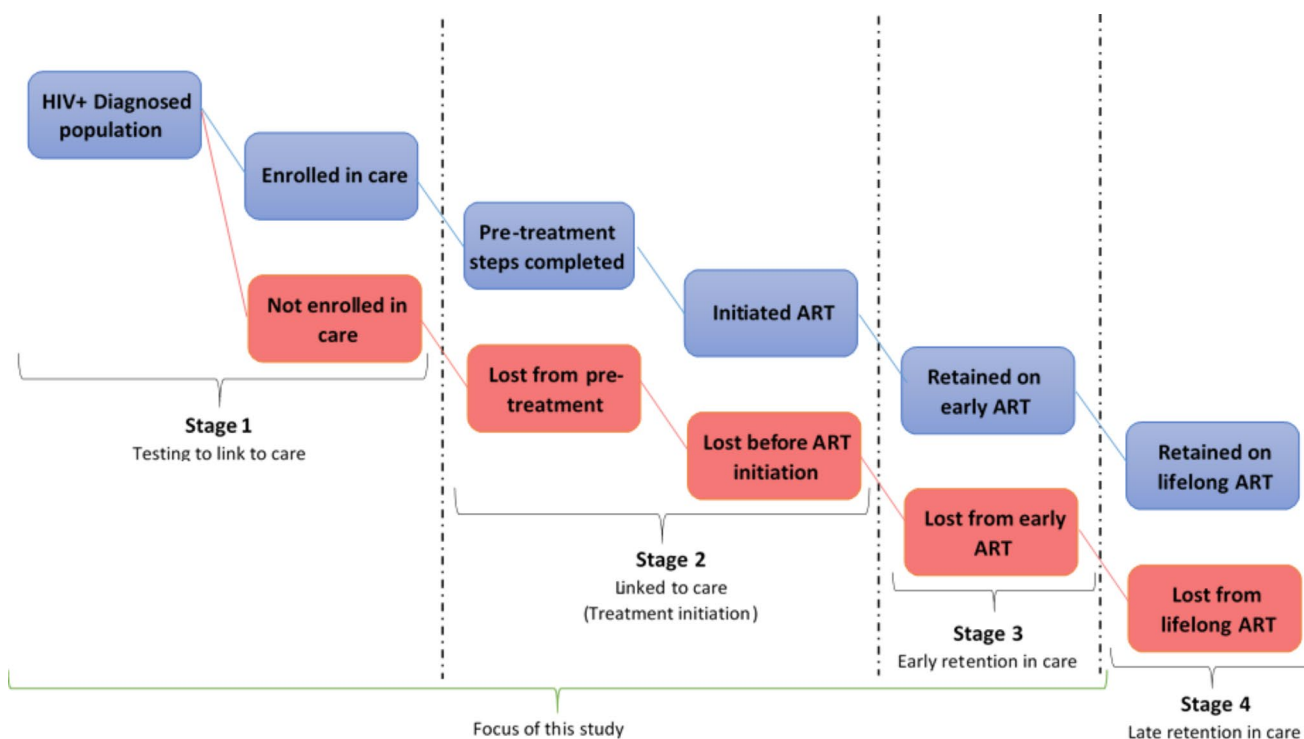 HIV+ Diagnosed
population
Enrolled in care
Not enrolled in
care
Stage 1
Testing to link to care
Pre-treatment
steps completed
Initiated ART
Lost from pre-
treatment
Lost before ART
initiation
Stage 2
Linked to care
(Treatment initiation)
Retained on
early ART
Lost from early
ART
Stage 3
Early retention in care
Retained on
lifelong ART
Lost from
lifelong ART
Stage 4
Late retention in care
Focus of this study